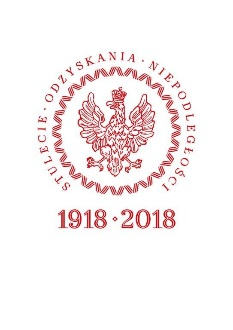 STULECIE · ODZYSKANIA · NIEPODLEGŁOŚCI
1918 · 2018